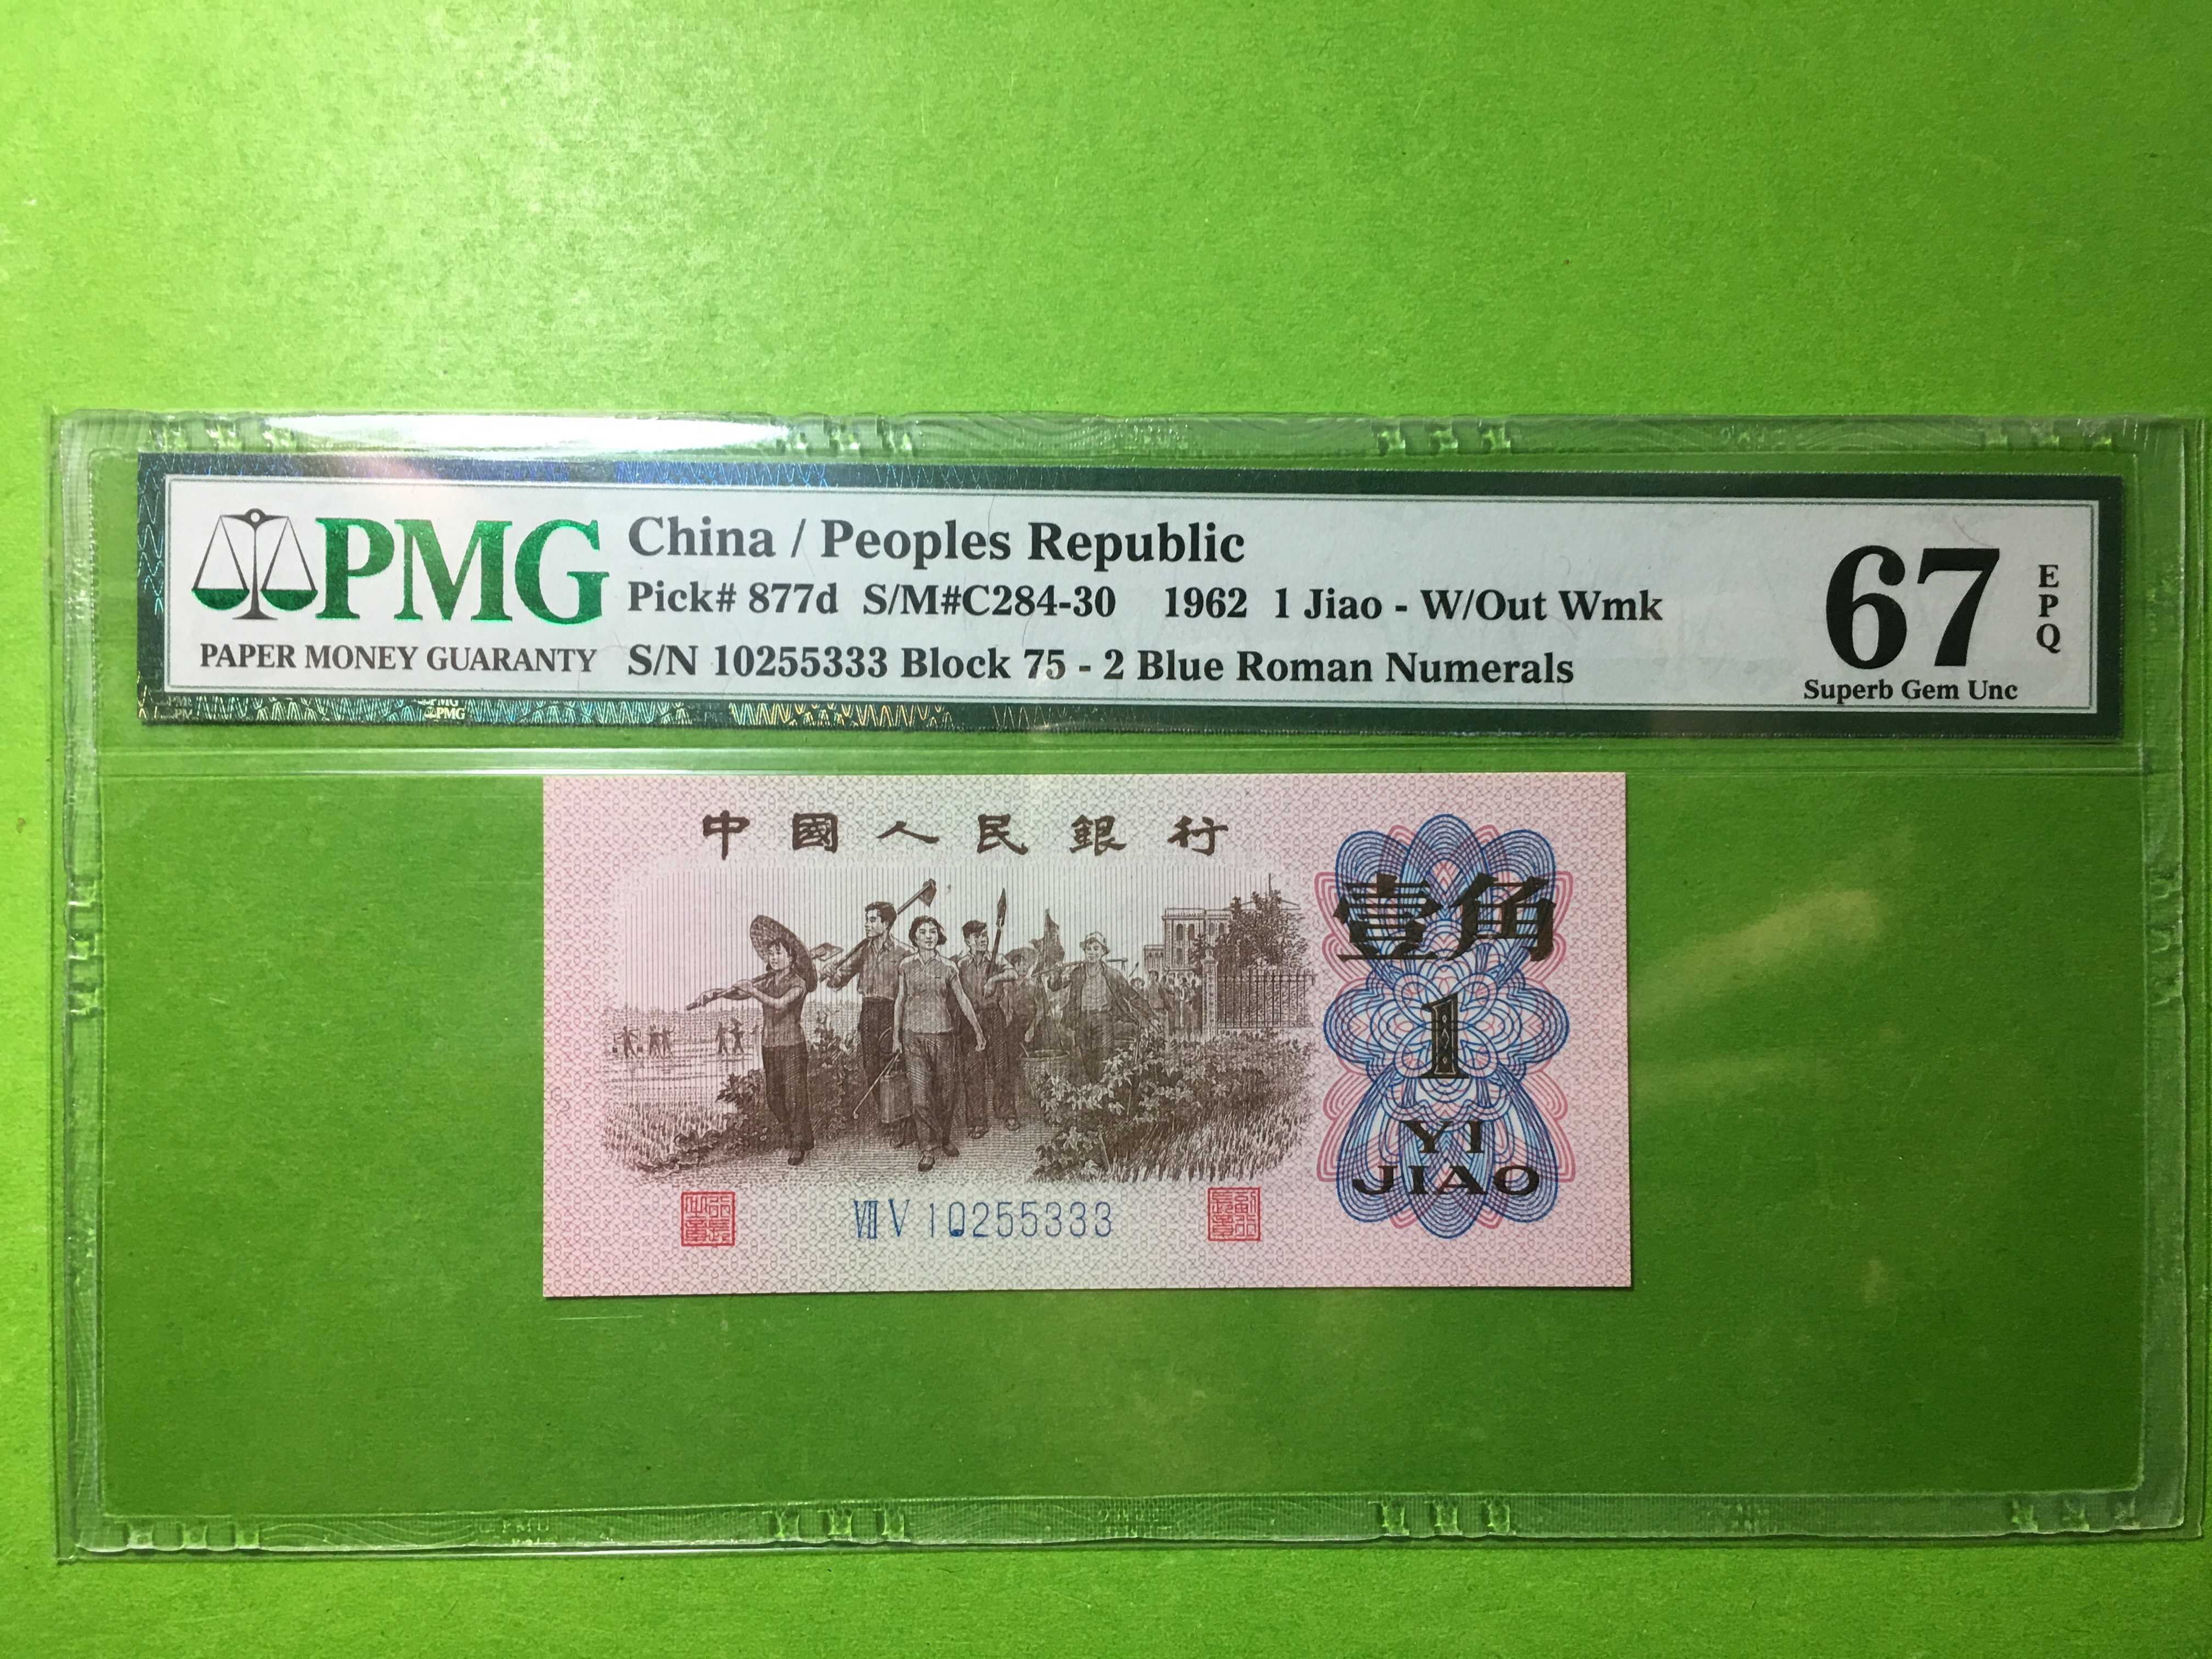 PMG
PAPER MONEY GUARANTY
China / Peoples Republic
Pick# 877d S/M#C284-30 1962 1 Jiao - W/Out Wmk
S/N 10255333 Block 75 - 2 Blue Roman Numerals
67
EPQ
Superb Gem Unc
PMG
中國人民銀行
壹角
1
YI
JIAO
ⅦⅤ 10255333